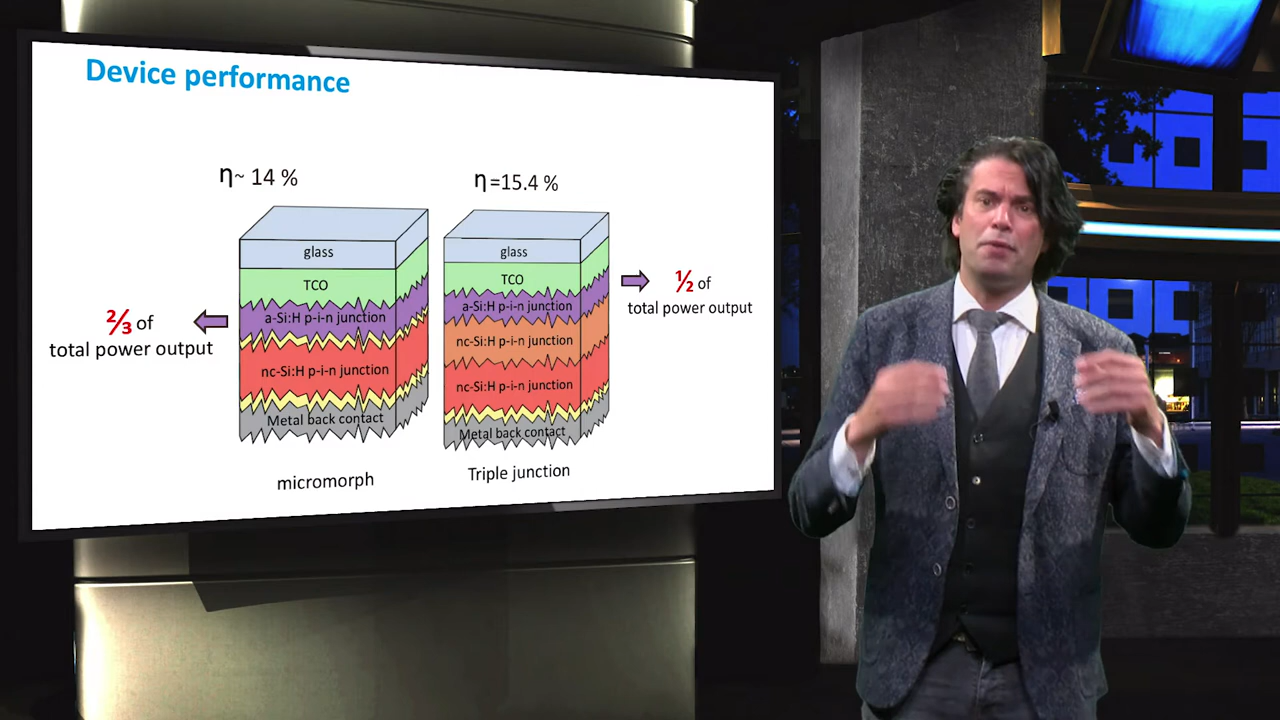 Device performance
η~ 14 %
η=15.4 %
glass
TCO
a-Si:H p-i-n junction
nc-Si:H p-i-n junction
Metal back contact
micromorph
⅔ of
total power output
glass
TCO
a-Si:H p-i-n junction
nc-Si:H p-i-n junction
nc-Si:H p-i-n junction
Metal back contact
Triple junction
½ of
total power output